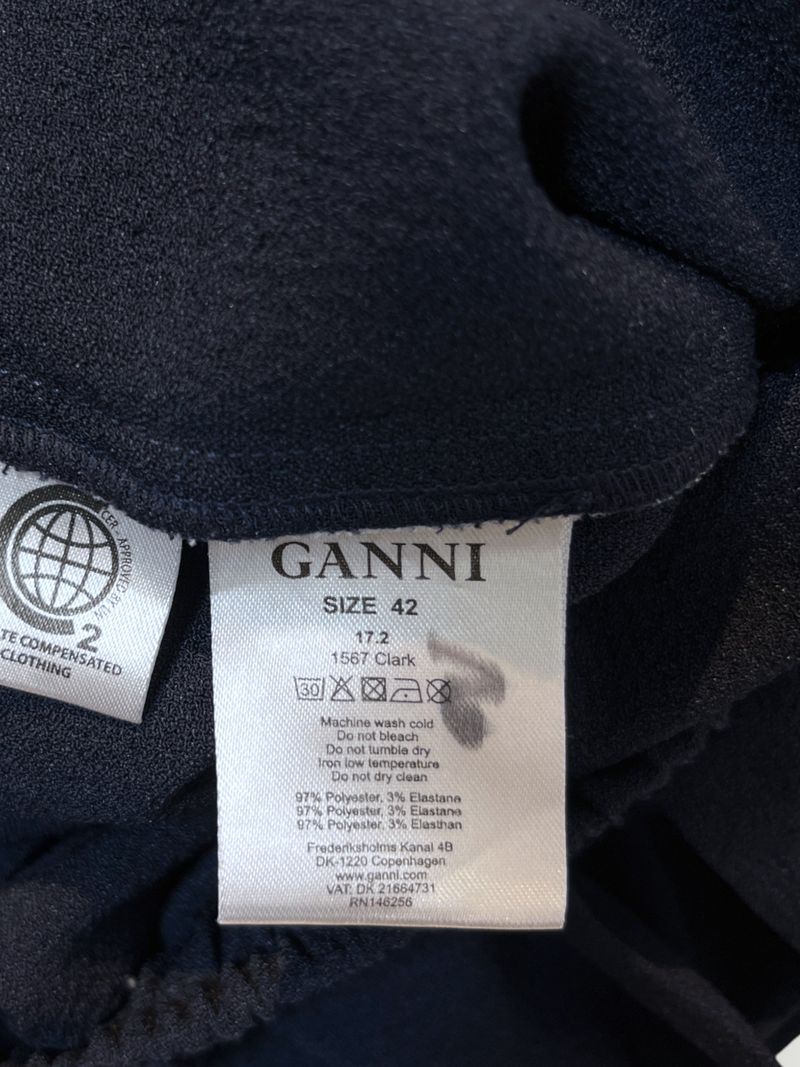 CER APPROVED BY UN
2
TE COMPENSATED
CLOTHING
GANNI
SIZE 42
17.2
1567 Clark
30
Machine wash cold
Do not bleach
Do not tumble dry
Iron low temperature
Do not dry clean
97% Polyester, 3% Elastane
97% Polyester, 3% Elastane
97% Polyester, 3% Elasthan
Frederiksholms Kanal 4B
DK-1220 Copenhagen
www.ganni.com
VAT: DK 21664731
RN146256